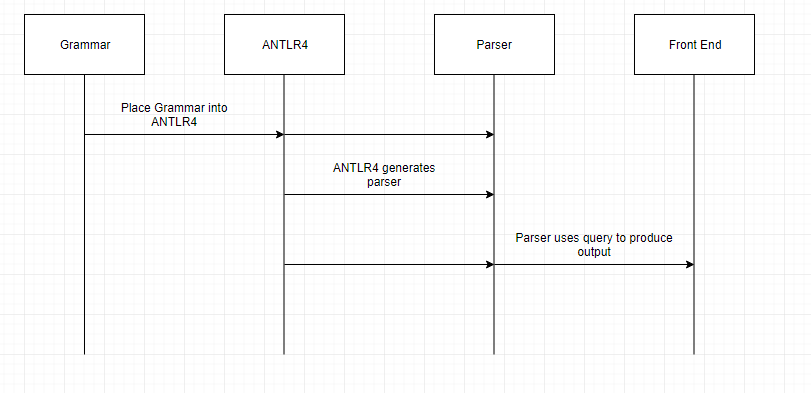 Grammar
ANTLR4
Parser
Front End
Place Grammar into
ANTLR4
ANTLR4 generates
parser
Parser uses query to produce
output